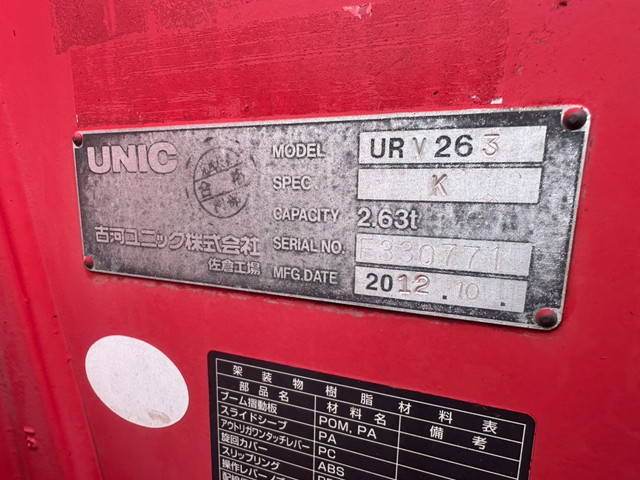 UNIC
MODEL URV263
SPEC. K
CAPACITY 2.63t
SERIAL NO. E330771
MFG.DATE 2012.10.
古河ユニック株式会社
佐倉工場
架装物樹脂材料表
部品名 材料名 備考
ブーム摺動板
スライドシーブ POM, PA
アウトリガワンタッチレバー PA
旋回カバー PC
スリップリング ABS